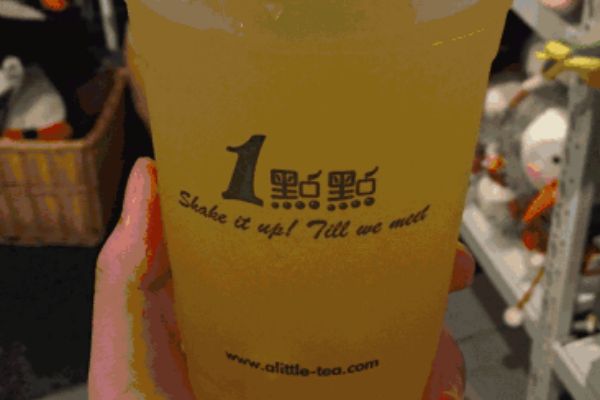 1點點
Shake it up! Till we meet
www.alittle-tea.com